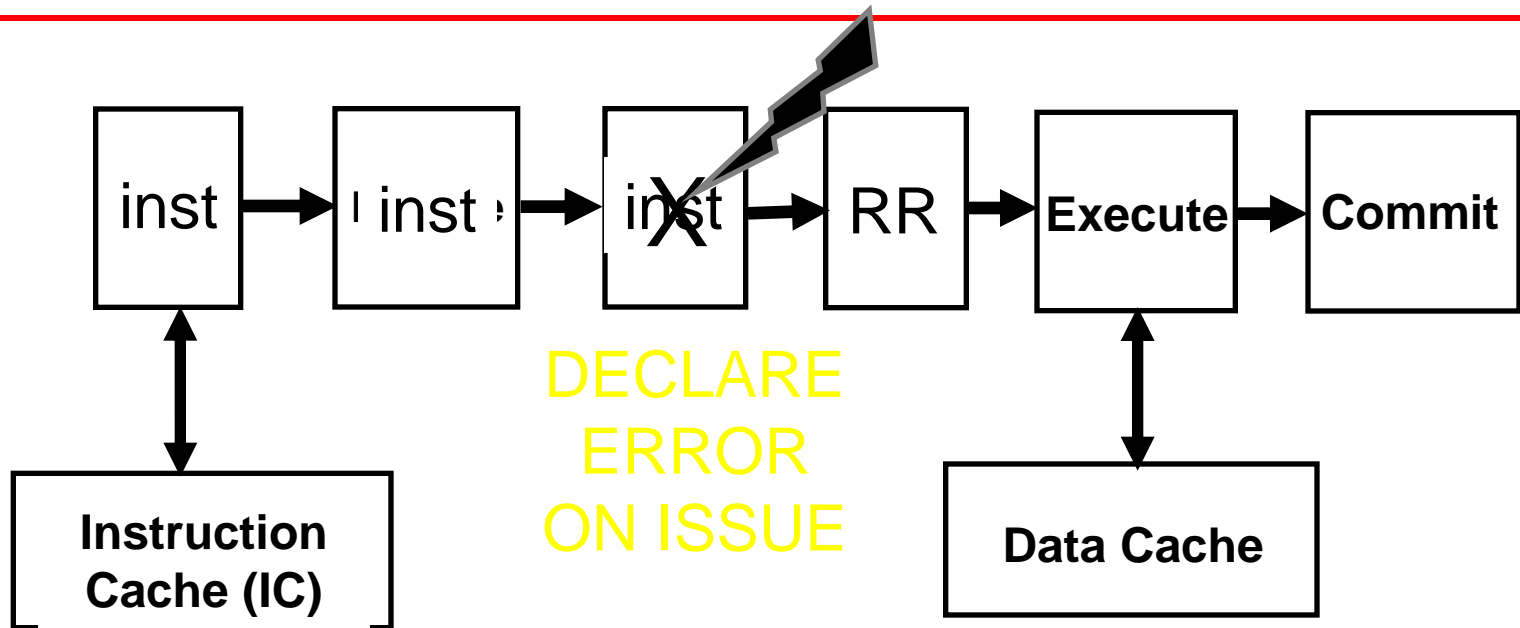 inst
inst
inst
X
RR
Execute
Commit
DECLARE
ERROR
ON ISSUE
Instruction
Cache (IC)
Data Cache